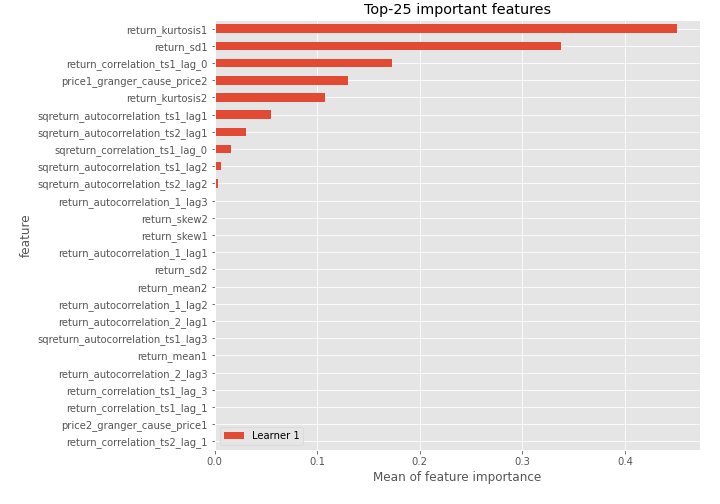 Top-25 important features
return_kurtosis1
return_sd1
return_correlation_ts1_lag_0
price1_granger_cause_price2
return_kurtosis2
sqreturn_autocorrelation_ts1_lag1
sqreturn_autocorrelation_ts2_lag1
sqreturn_correlation_ts1_lag_0
sqreturn_autocorrelation_ts1_lag2
sqreturn_autocorrelation_ts2_lag2
return_autocorrelation_1_lag3
return_skew2
return_skew1
return_autocorrelation_1_lag1
return_sd2
return_mean2
return_autocorrelation_1_lag2
return_autocorrelation_2_lag1
sqreturn_autocorrelation_ts1_lag3
return_mean1
return_autocorrelation_2_lag3
return_correlation_ts1_lag_3
return_correlation_ts1_lag_1
price2_granger_cause_price1
return_correlation_ts2_lag_1
feature
Learner 1
0.0 0.1 0.2 0.3 0.4
Mean of feature importance